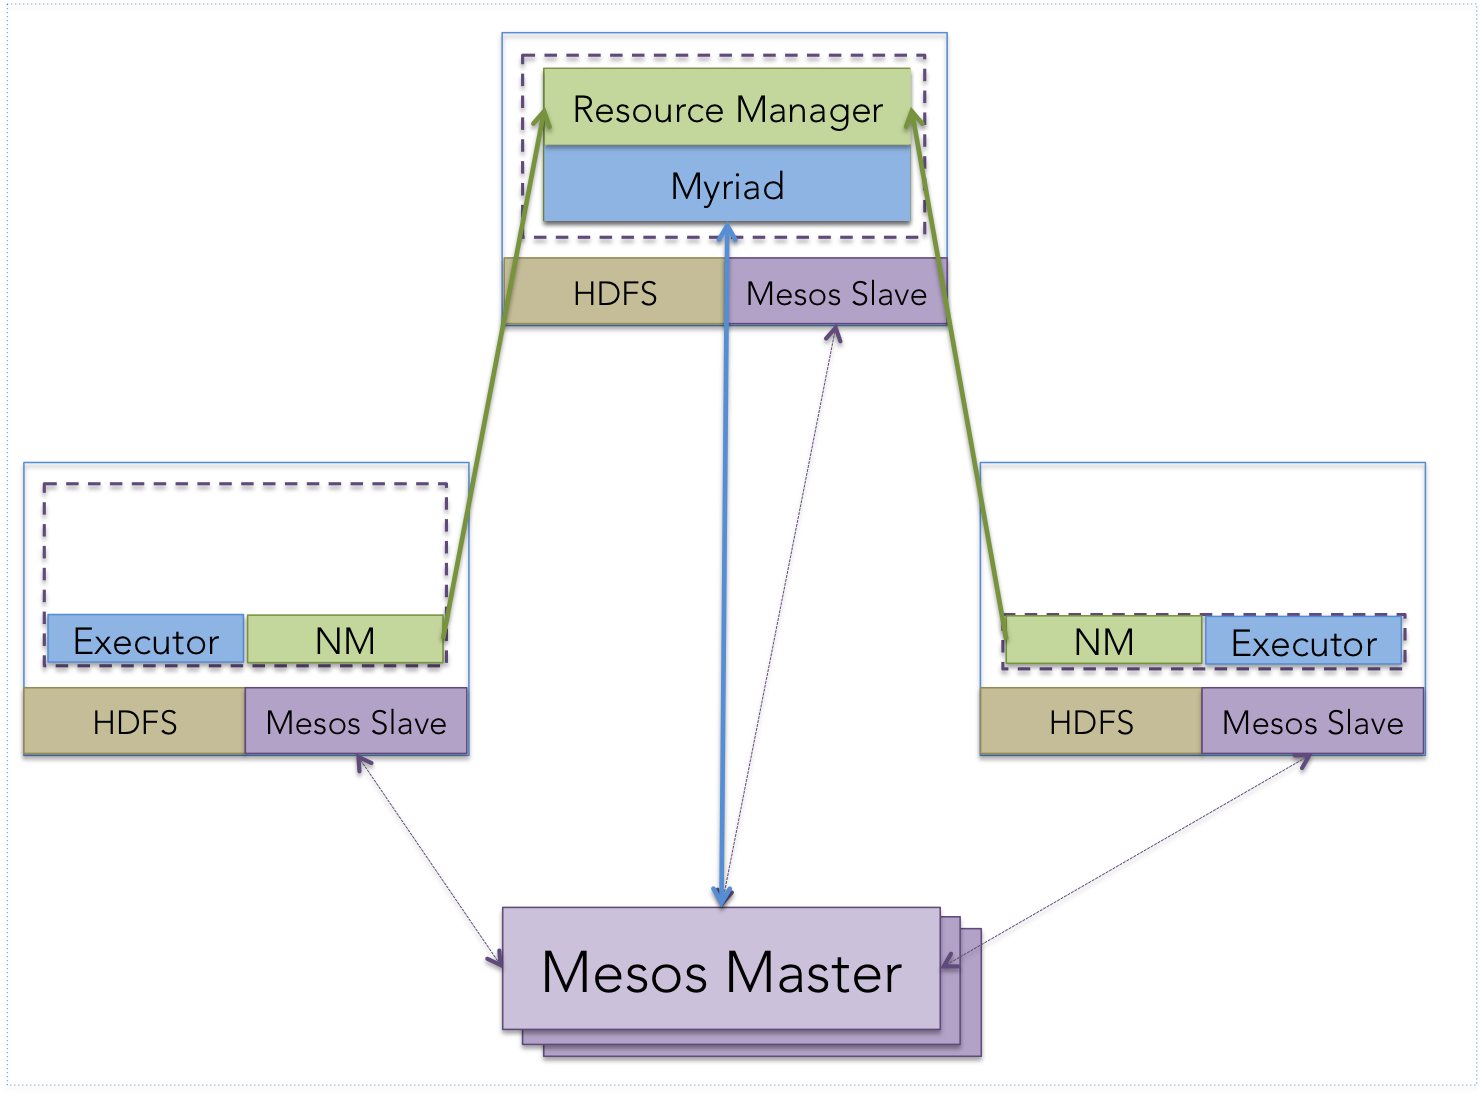 Resource Manager
Myriad
HDFS
Mesos Slave
Executor
NM
HDFS
Mesos Slave
NM
Executor
HDFS
Mesos Slave
Mesos Master